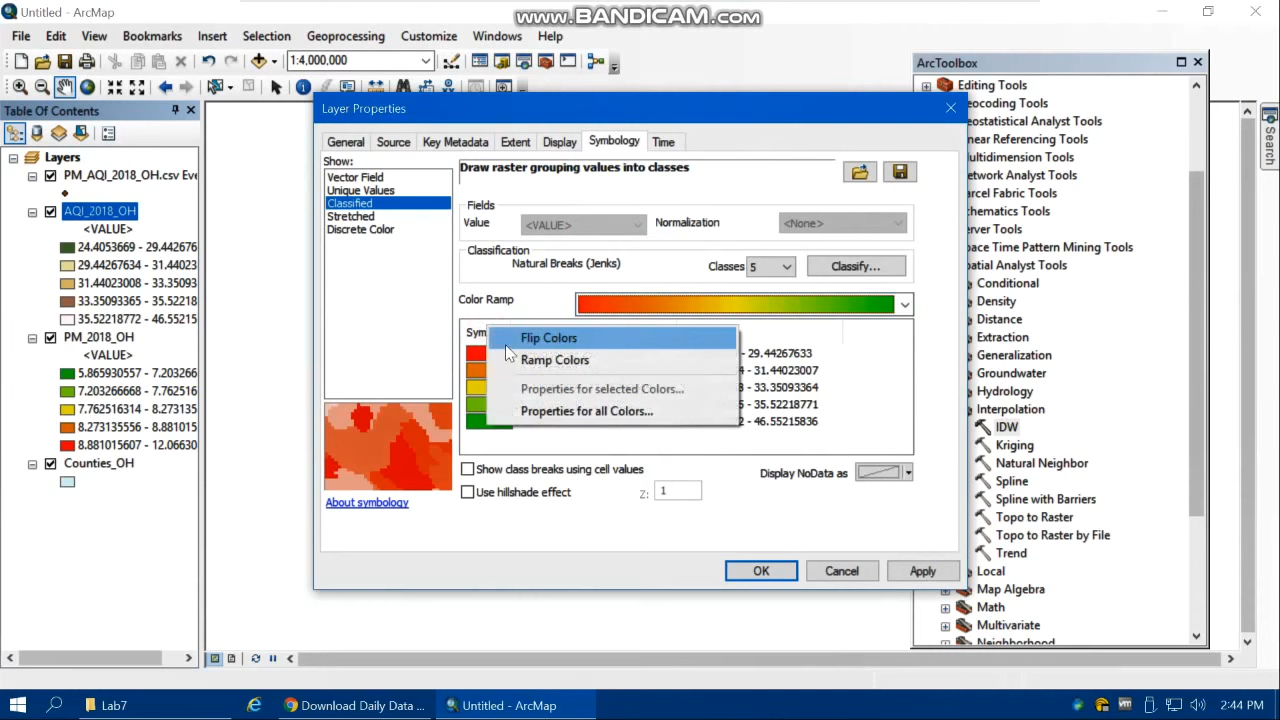 Untitled - ArcMap
www.BANDICAM.com
File Edit View Bookmarks Insert Selection Geoprocessing Customize Windows Help
1:4,000,000
Table Of Contents
Layers
PM_AQI_2018_OH.csv Eve
AQI_2018_OH
<VALUE>
24.4053669 - 29.442676
29.44267634 - 31.44023
31.44023008 - 33.35093
33.35093365 - 35.52218
35.52218772 - 46.55215
PM_2018_OH
<VALUE>
5.865930557 - 7.203266
7.203266668 - 7.762516
7.762516314 - 8.273135
8.273135556 - 8.881015
8.881015607 - 12.06630
Counties_OH
Layer Properties
General Source Key Metadata Extent Display Symbology Time
Show:
Vector Field
Unique Values
Classified
Stretched
Discrete Color
About symbology
Draw raster grouping values into classes
Fields
Value <VALUE> Normalization <None>
Classification
Natural Breaks (Jenks)
Classes 5 Classify...
Color Ramp
Sym
Flip Colors
Ramp Colors
Properties for selected Colors...
Properties for all Colors...
- 29.44267633
4 - 31.44023007
8 - 33.35093364
5 - 35.52218771
2 - 46.55215836
Show class breaks using cell values
Use hillshade effect Z: 1
Display NoData as
OK Cancel Apply
ArcToolbox
Editing Tools
eocoding Tools
eostatistical Analyst Tools
near Referencing Tools
ultidimension Tools
etwork Analyst Tools
arcel Fabric Tools
hematics Tools
erver Tools
pace Time Pattern Mining Tools
patial Analyst Tools
Conditional
Density
Distance
Extraction
Generalization
Groundwater
Hydrology
Interpolation
IDW
Kriging
Natural Neighbor
Spline
Spline with Barriers
Topo to Raster
Topo to Raster by File
Trend
Local
Map Algebra
Math
Multivariate
Neighborhood
Search
Lab7
Download Daily Data ...
Untitled - ArcMap
2:44 PM